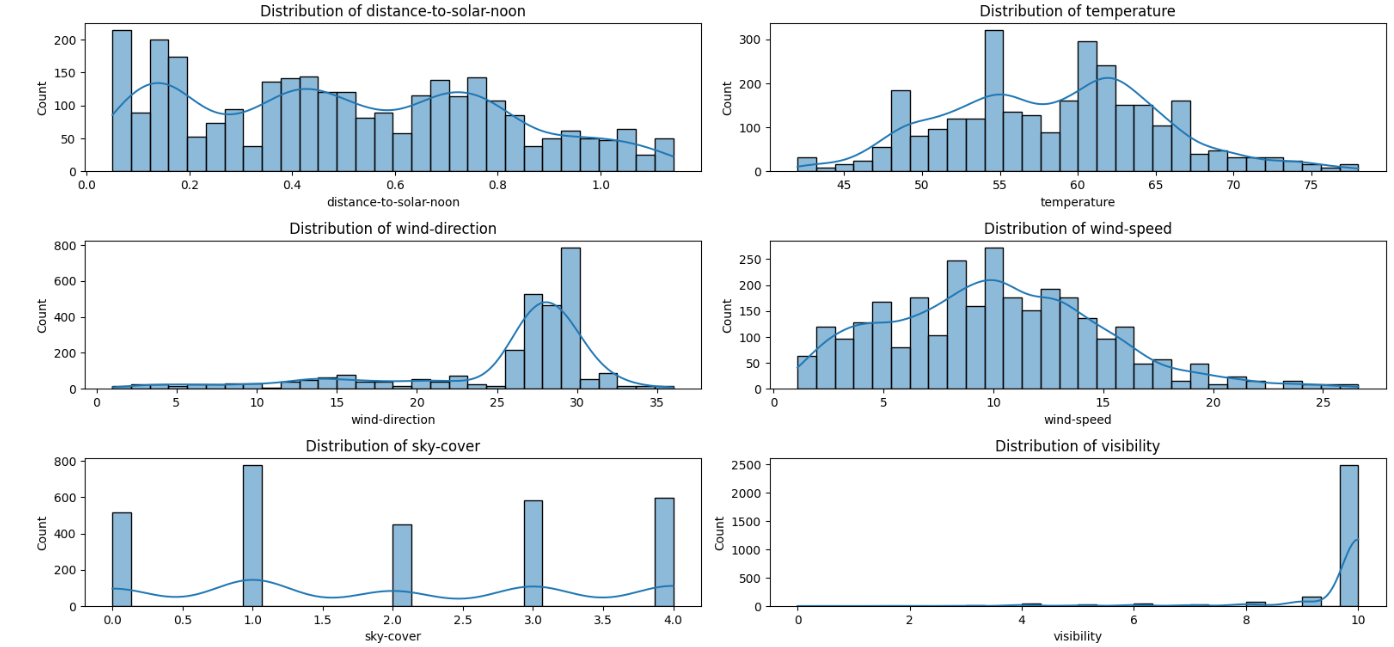 Distribution of distance-to-solar-noon
Count
200
150
100
50
0
0.0 0.2 0.4 0.6 0.8 1.0
distance-to-solar-noon
Distribution of temperature
Count
300
200
100
0
45 50 55 60 65 70 75
temperature
Distribution of wind-direction
Count
800
600
400
200
0
0 5 10 15 20 25 30 35
wind-direction
Distribution of wind-speed
Count
250
200
150
100
50
0
0 5 10 15 20 25
wind-speed
Distribution of sky-cover
Count
800
600
400
200
0
0.0 0.5 1.0 1.5 2.0 2.5 3.0 3.5 4.0
sky-cover
Distribution of visibility
Count
2500
2000
1500
1000
500
0
0 2 4 6 8 10
visibility